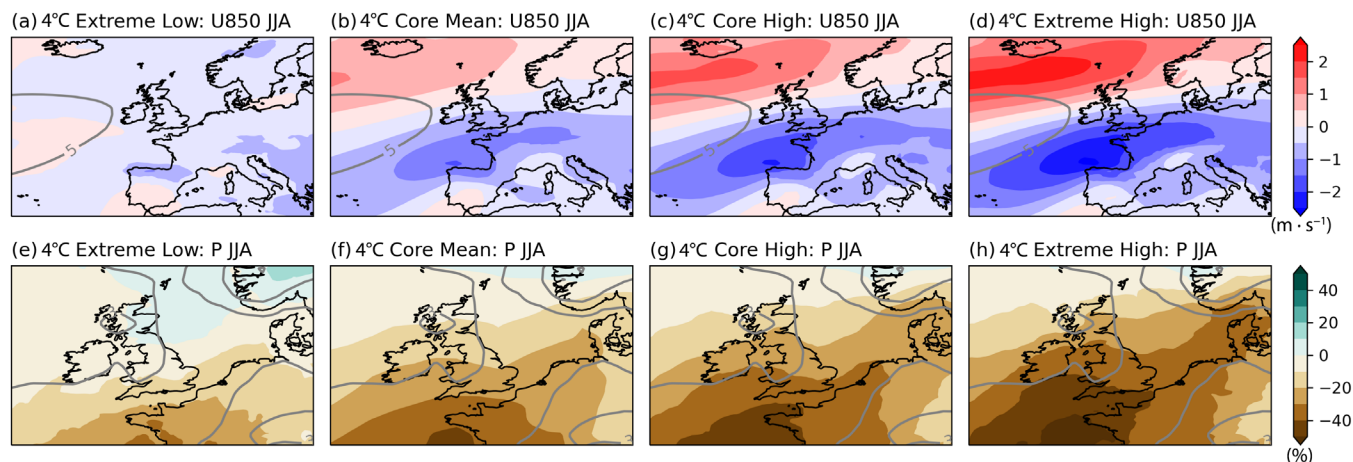 (a) 4℃ Extreme Low: U850 JJA
(b) 4℃ Core Mean: U850 JJA
(c) 4℃ Core High: U850 JJA
(d) 4℃ Extreme High: U850 JJA
5
5
5
5
2
1
0
−1
−2
(m · s⁻¹)
(e) 4℃ Extreme Low: P JJA
(f) 4℃ Core Mean: P JJA
(g) 4℃ Core High: P JJA
(h) 4℃ Extreme High: P JJA
40
20
0
−20
−40
(%)